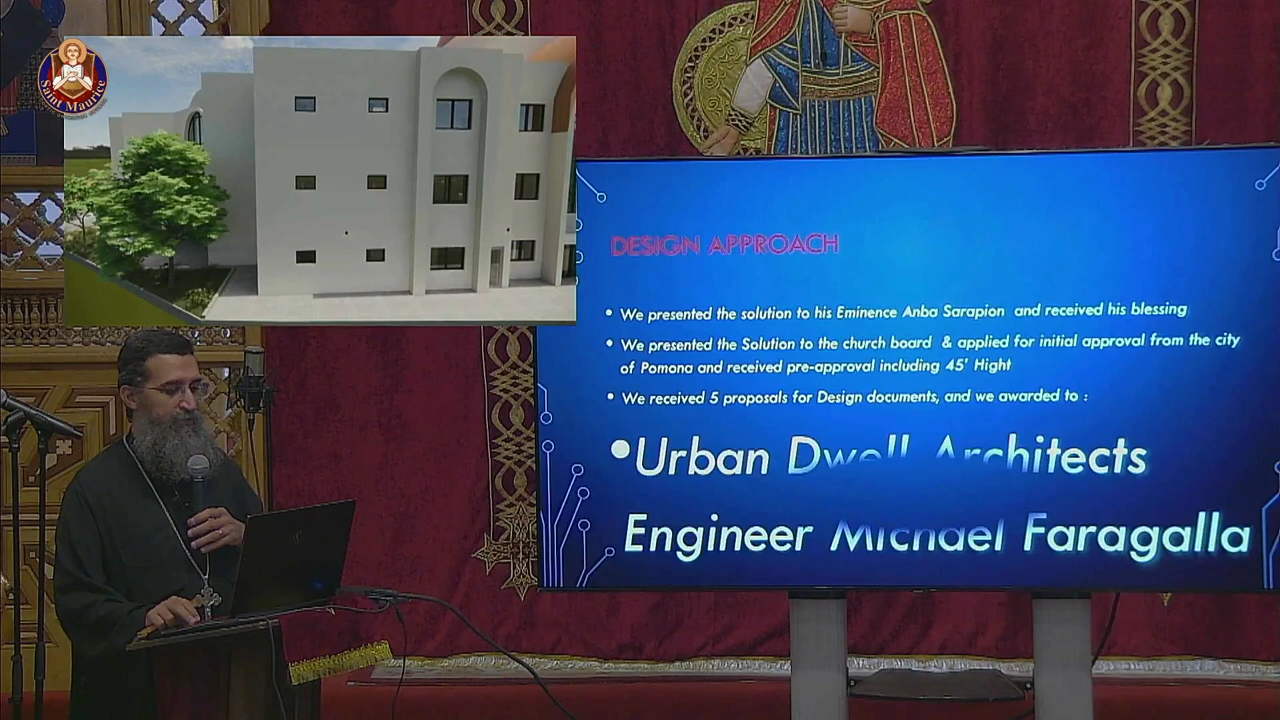 Saint Maurice
DESIGN APPROACH
• We presented the solution to his Eminence Anba Sarapion and received his blessing
• We presented the Solution to the church board & applied for initial approval from the city
of Pomona and received pre-approval including 45' Hight
• We received 5 proposals for Design documents, and we awarded to :
•Urban Dwell Architects
Engineer Michael Faragalla